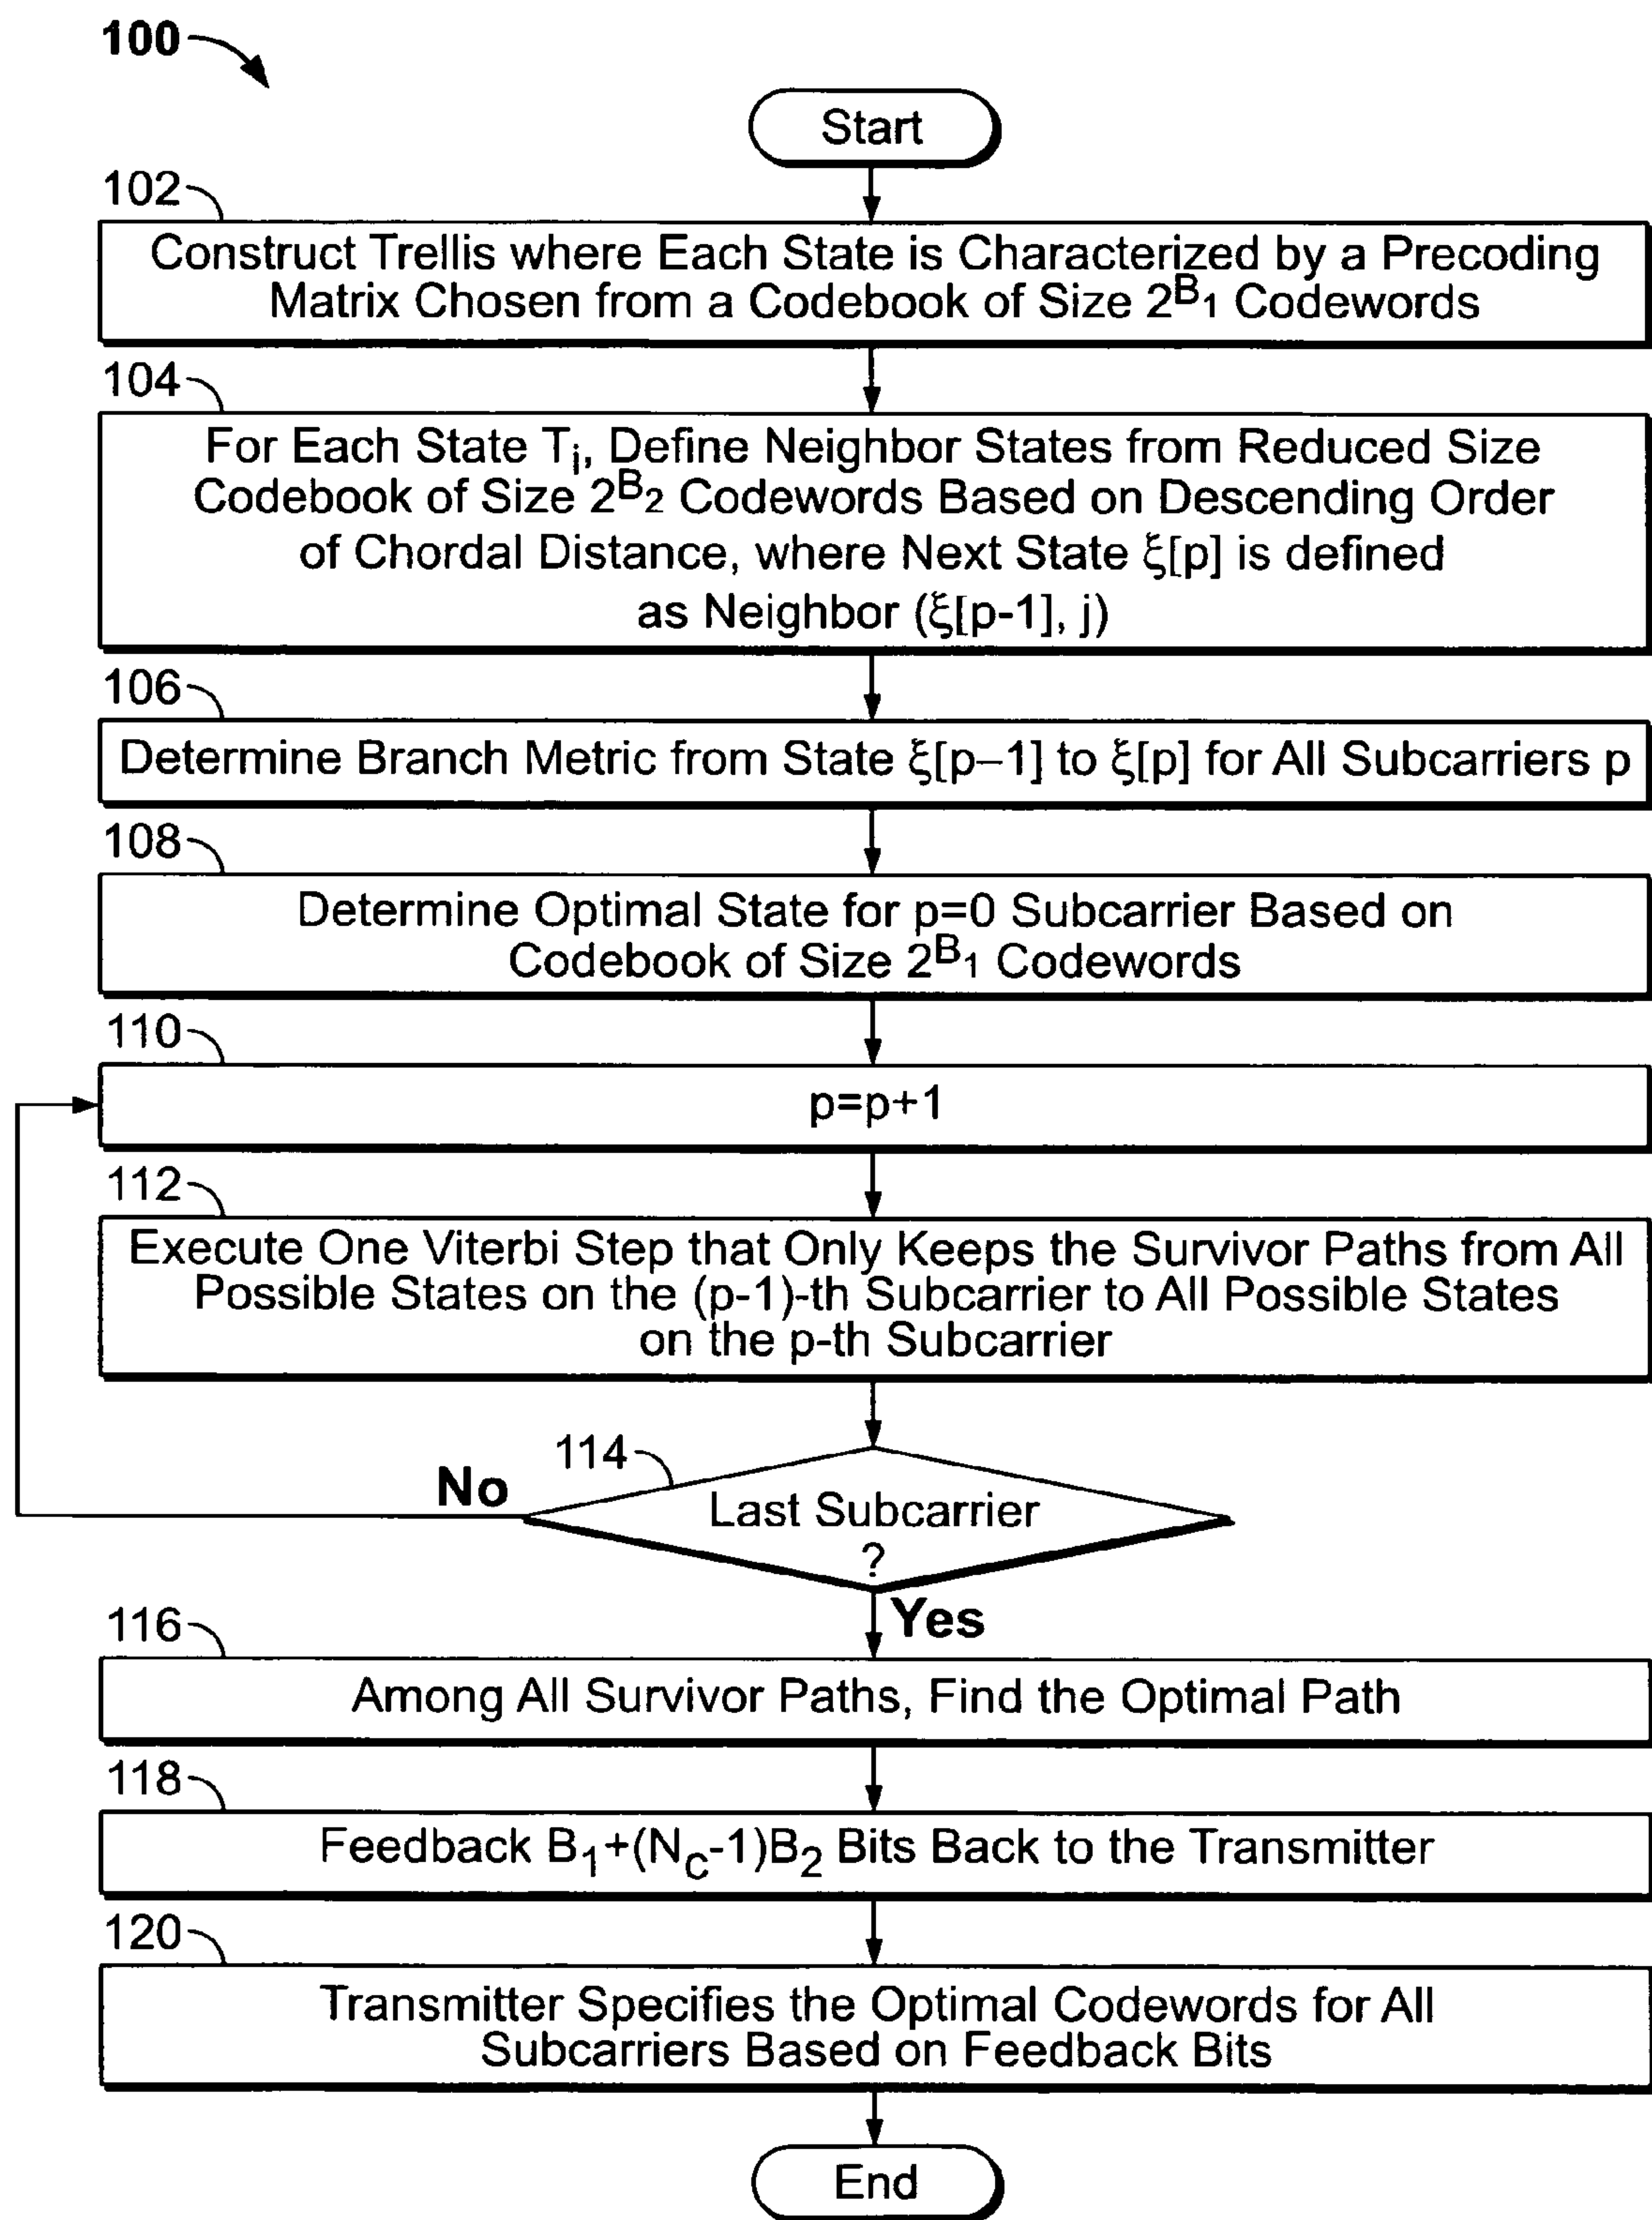 100
Start
102
Construct Trellis where Each State is Characterized by a Precoding
Matrix Chosen from a Codebook of Size 2^B1 Codewords
104
For Each State Ti, Define Neighbor States from Reduced Size
Codebook of Size 2^B2 Codewords Based on Descending Order
of Chordal Distance, where Next State ξ[p] is defined
as Neighbor (ξ[p-1], j)
106
Determine Branch Metric from State ξ[p–1] to ξ[p] for All Subcarriers p
108
Determine Optimal State for p=0 Subcarrier Based on
Codebook of Size 2^B1 Codewords
110
p=p+1
112
Execute One Viterbi Step that Only Keeps the Survivor Paths from All
Possible States on the (p-1)-th Subcarrier to All Possible States
on the p-th Subcarrier
114
No
Last Subcarrier
?
Yes
116
Among All Survivor Paths, Find the Optimal Path
118
Feedback B1+(NC-1)B2 Bits Back to the Transmitter
120
Transmitter Specifies the Optimal Codewords for All
Subcarriers Based on Feedback Bits
End